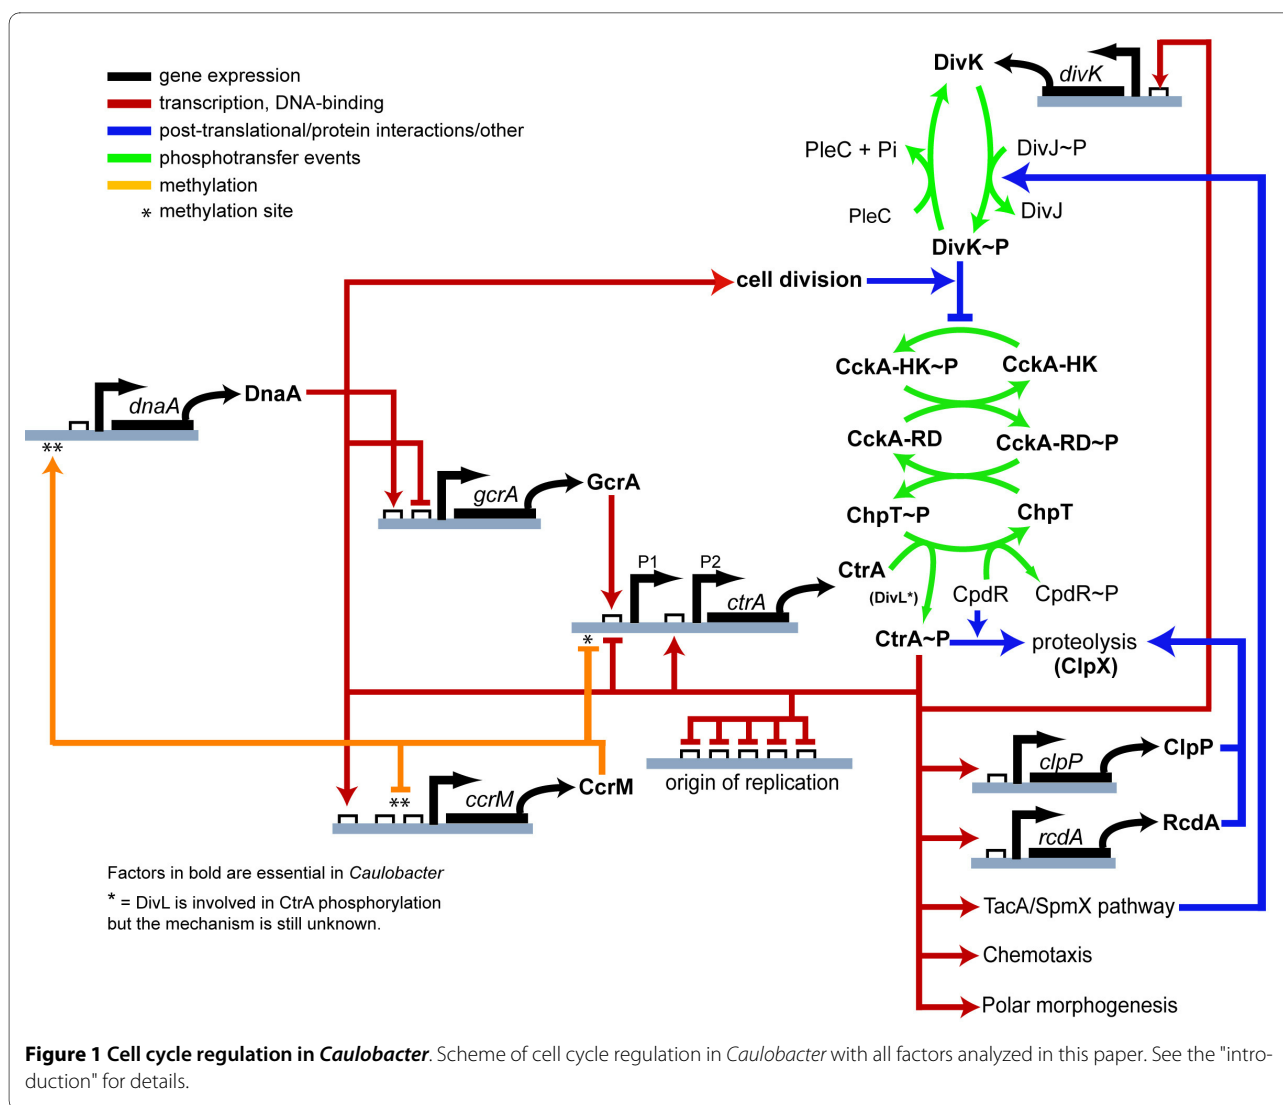 gene expression
transcription, DNA-binding
post-translational/protein interactions/other
phosphotransfer events
methylation
* methylation site
DivK
divK
PleC + Pi
DivJ~P
PleC
DivJ
DivK~P
cell division
CckA-HK~P
CckA-HK
dnaA
DnaA
**
CckA-RD
CckA-RD~P
gcrA
GcrA
ChpT~P
ChpT
P1
P2
ctrA
CtrA
(DivL*)
CpdR
CpdR~P
*
CtrA~P
proteolysis
(ClpX)
origin of replication
clpP
ClpP
ccrM
CcrM
**
rcdA
RcdA
TacA/SpmX pathway
Chemotaxis
Polar morphogenesis
Factors in bold are essential in Caulobacter
* = DivL is involved in CtrA phosphorylation
but the mechanism is still unknown.
Figure 1 Cell cycle regulation in Caulobacter. Scheme of cell cycle regulation in Caulobacter with all factors analyzed in this paper. See the "intro-
duction" for details.